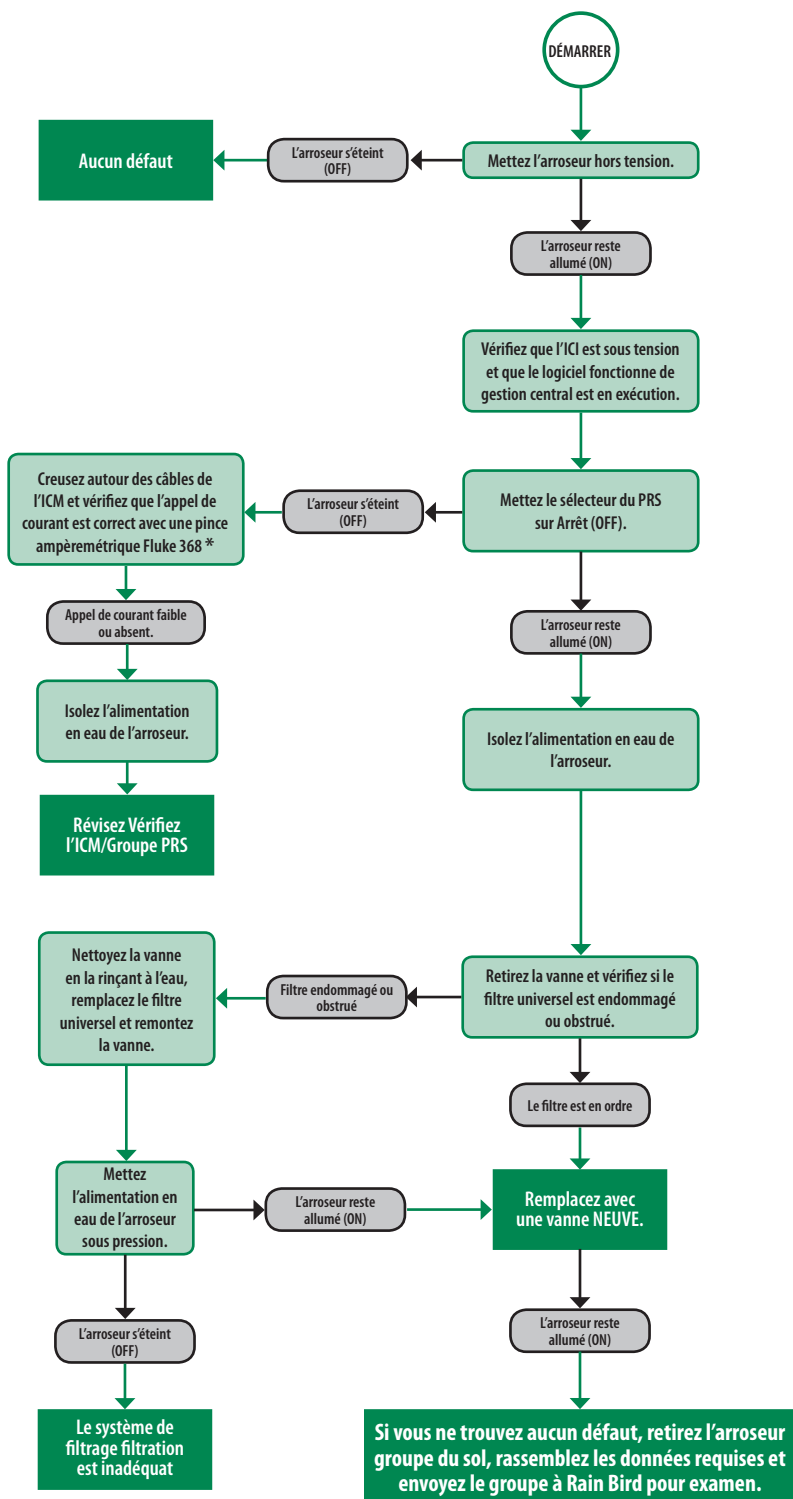 DÉMARRER
Aucun défaut
L'arroseur s'éteint
(OFF)
Mettez l'arroseur hors tension.
L'arroseur reste
allumé (ON)
Vérifiez que l'ICI est sous tension
et que le logiciel fonctionne de
gestion central est en exécution.
Creusez autour des câbles de
l'ICM et vérifiez que l'appel de
courant est correct avec une pince
ampèremétrique Fluke 368 *
L'arroseur s'éteint
(OFF)
Mettez le sélecteur du PRS
sur Arrêt (OFF).
Appel de courant faible
ou absent.
L'arroseur reste
allumé (ON)
Isolez l'alimentation
en eau de l'arroseur.
Isolez l'alimentation en eau de
l'arroseur.
Révisez Vérifiez
l'ICM/Groupe PRS
Nettoyez la vanne
en la rinçant à l'eau,
remplacez le filtre
universel et remontez
la vanne.
Filtre endommagé ou
obstrué
Retirez la vanne et vérifiez si le
filtre universel est endommagé
ou obstrué.
Le filtre est en ordre
Mettez
l'alimentation en
eau de l'arroseur
sous pression.
L'arroseur reste
allumé (ON)
Remplacez avec
une vanne NEUVE.
L'arroseur s'éteint
(OFF)
L'arroseur reste
allumé (ON)
Le système de
filtrage filtration
est inadéquat
Si vous ne trouvez aucun défaut, retirez l'arroseur
groupe du sol, rassemblez les données requises et
envoyez le groupe à Rain Bird pour examen.